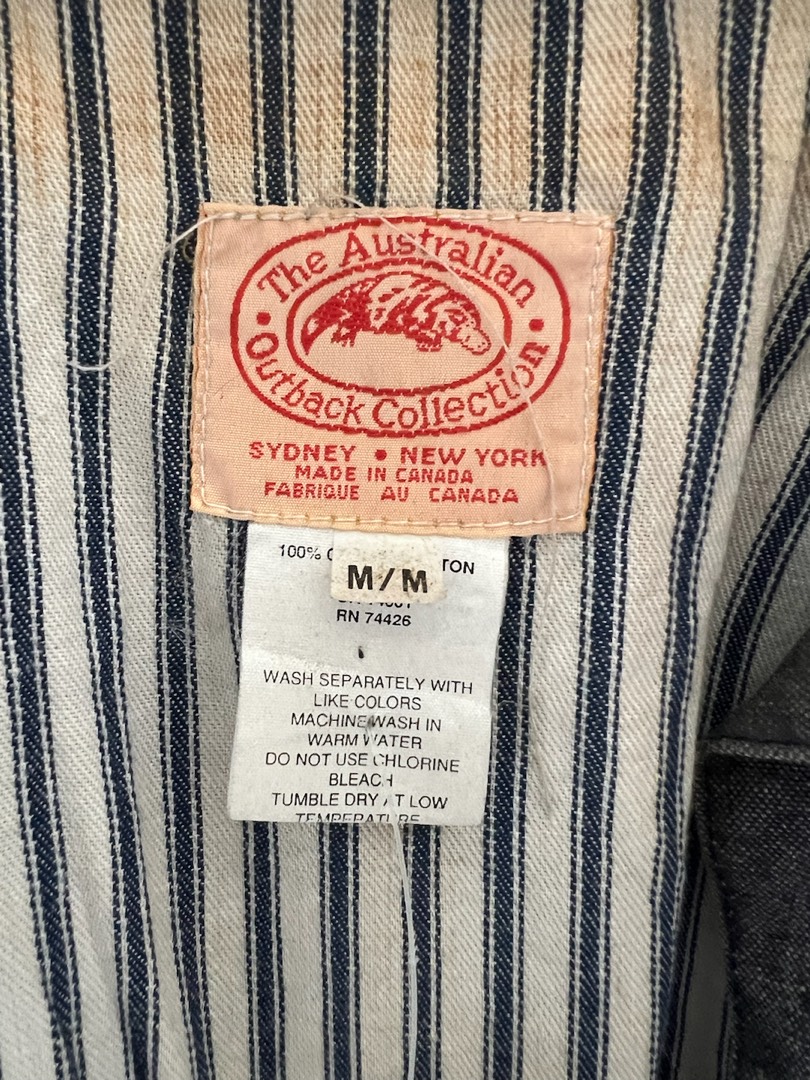 The Australian
Outback Collection
SYDNEY • NEW YORK
MADE IN CANADA
FABRIQUE AU CANADA
100% TON
M/M
RN 74426
WASH SEPARATELY WITH
LIKE COLORS
MACHINE WASH IN
WARM WATER
DO NOT USE CHLORINE
BLEACH
TUMBLE DRY AT LOW
TEMPERATURE